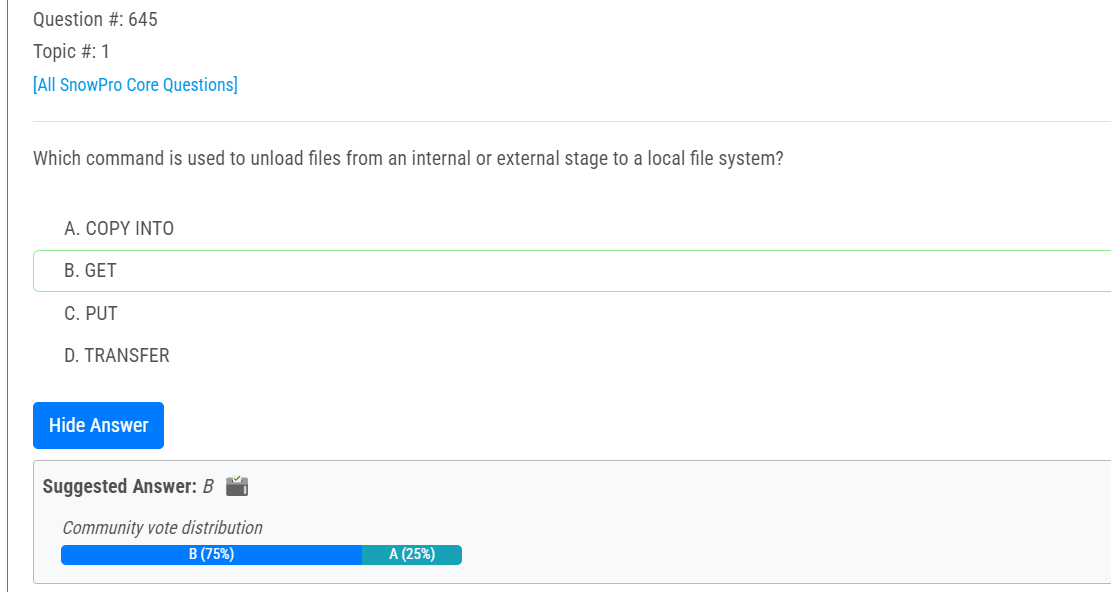 Question #: 645
Topic #: 1
[All SnowPro Core Questions]
Which command is used to unload files from an internal or external stage to a local file system?
A. COPY INTO
B. GET
C. PUT
D. TRANSFER
Hide Answer
Suggested Answer: B
Community vote distribution
B (75%) A (25%)